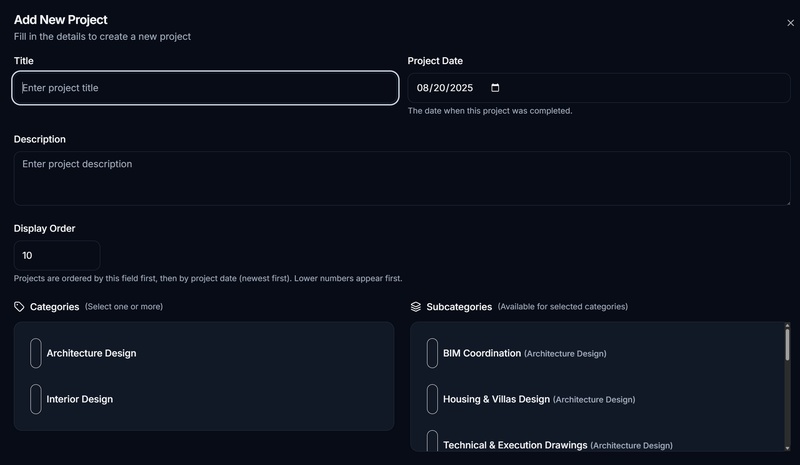 Add New Project
Fill in the details to create a new project
Title
Enter project title
Project Date
08/20/2025
The date when this project was completed.
Description
Enter project description
Display Order
10
Projects are ordered by this field first, then by project date (newest first). Lower numbers appear first.
Categories (Select one or more)
Architecture Design
Interior Design
Subcategories (Available for selected categories)
BIM Coordination (Architecture Design)
Housing & Villas Design (Architecture Design)
Technical & Execution Drawings (Architecture Design)